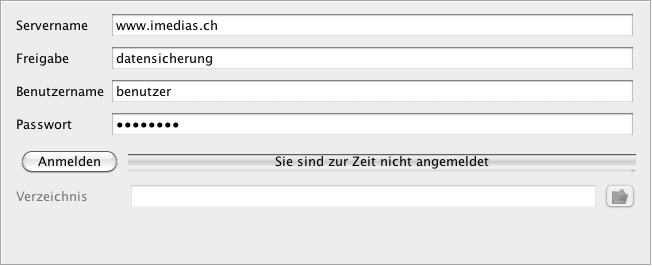 Servername www.imedias.ch
Freigabe datensicherung
Benutzername benutzer
Passwort ••••••••
Anmelden Sie sind zur Zeit nicht angemeldet
Verzeichnis